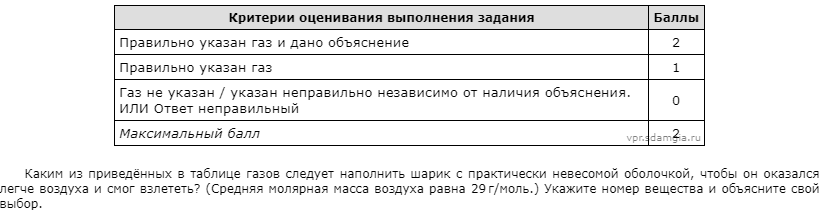 Критерии оценивания выполнения задания Баллы
Правильно указан газ и дано объяснение 2
Правильно указан газ 1
Газ не указан / указан неправильно независимо от наличия объяснения.
ИЛИ Ответ неправильный 0
Максимальный балл 2
vpr.sdamgia.ru
Каким из приведённых в таблице газов следует наполнить шарик с практически невесомой оболочкой, чтобы он оказался
легче воздуха и смог взлететь? (Средняя молярная масса воздуха равна 29 г/моль.) Укажите номер вещества и объясните свой
выбор.